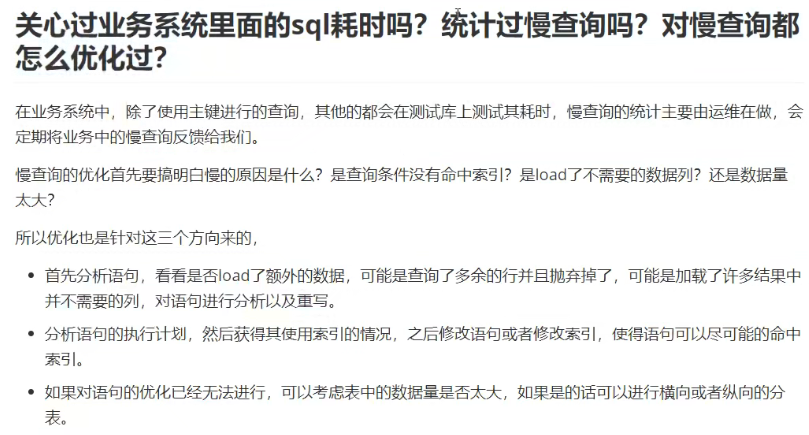 关心过业务系统里面的sql耗时吗？统计过慢查询吗？对慢查询都
怎么优化过？
在业务系统中，除了使用主键进行的查询，其他的都会在测试库上测试其耗时，慢查询的统计主要由运维在做，会
定期将业务中的慢查询反馈给我们。
慢查询的优化首先要搞明白慢的原因是什么？是查询条件没有命中索引？是load了不需要的数据列？还是数据量
太大？
所以优化也是针对这三个方向来的，
• 首先分析语句，看看是否load了额外的数据，可能是查询了多余的行并且抛弃掉了，可能是加载了许多结果中
并不需要的列，对语句进行分析以及重写。
• 分析语句的执行计划，然后获得其使用索引的情况，之后修改语句或者修改索引，使得语句可以尽可能的命中
索引。
• 如果对语句的优化已经无法进行，可以考虑表中的数据量是否太大，如果是的话可以进行横向或者纵向的分
表。